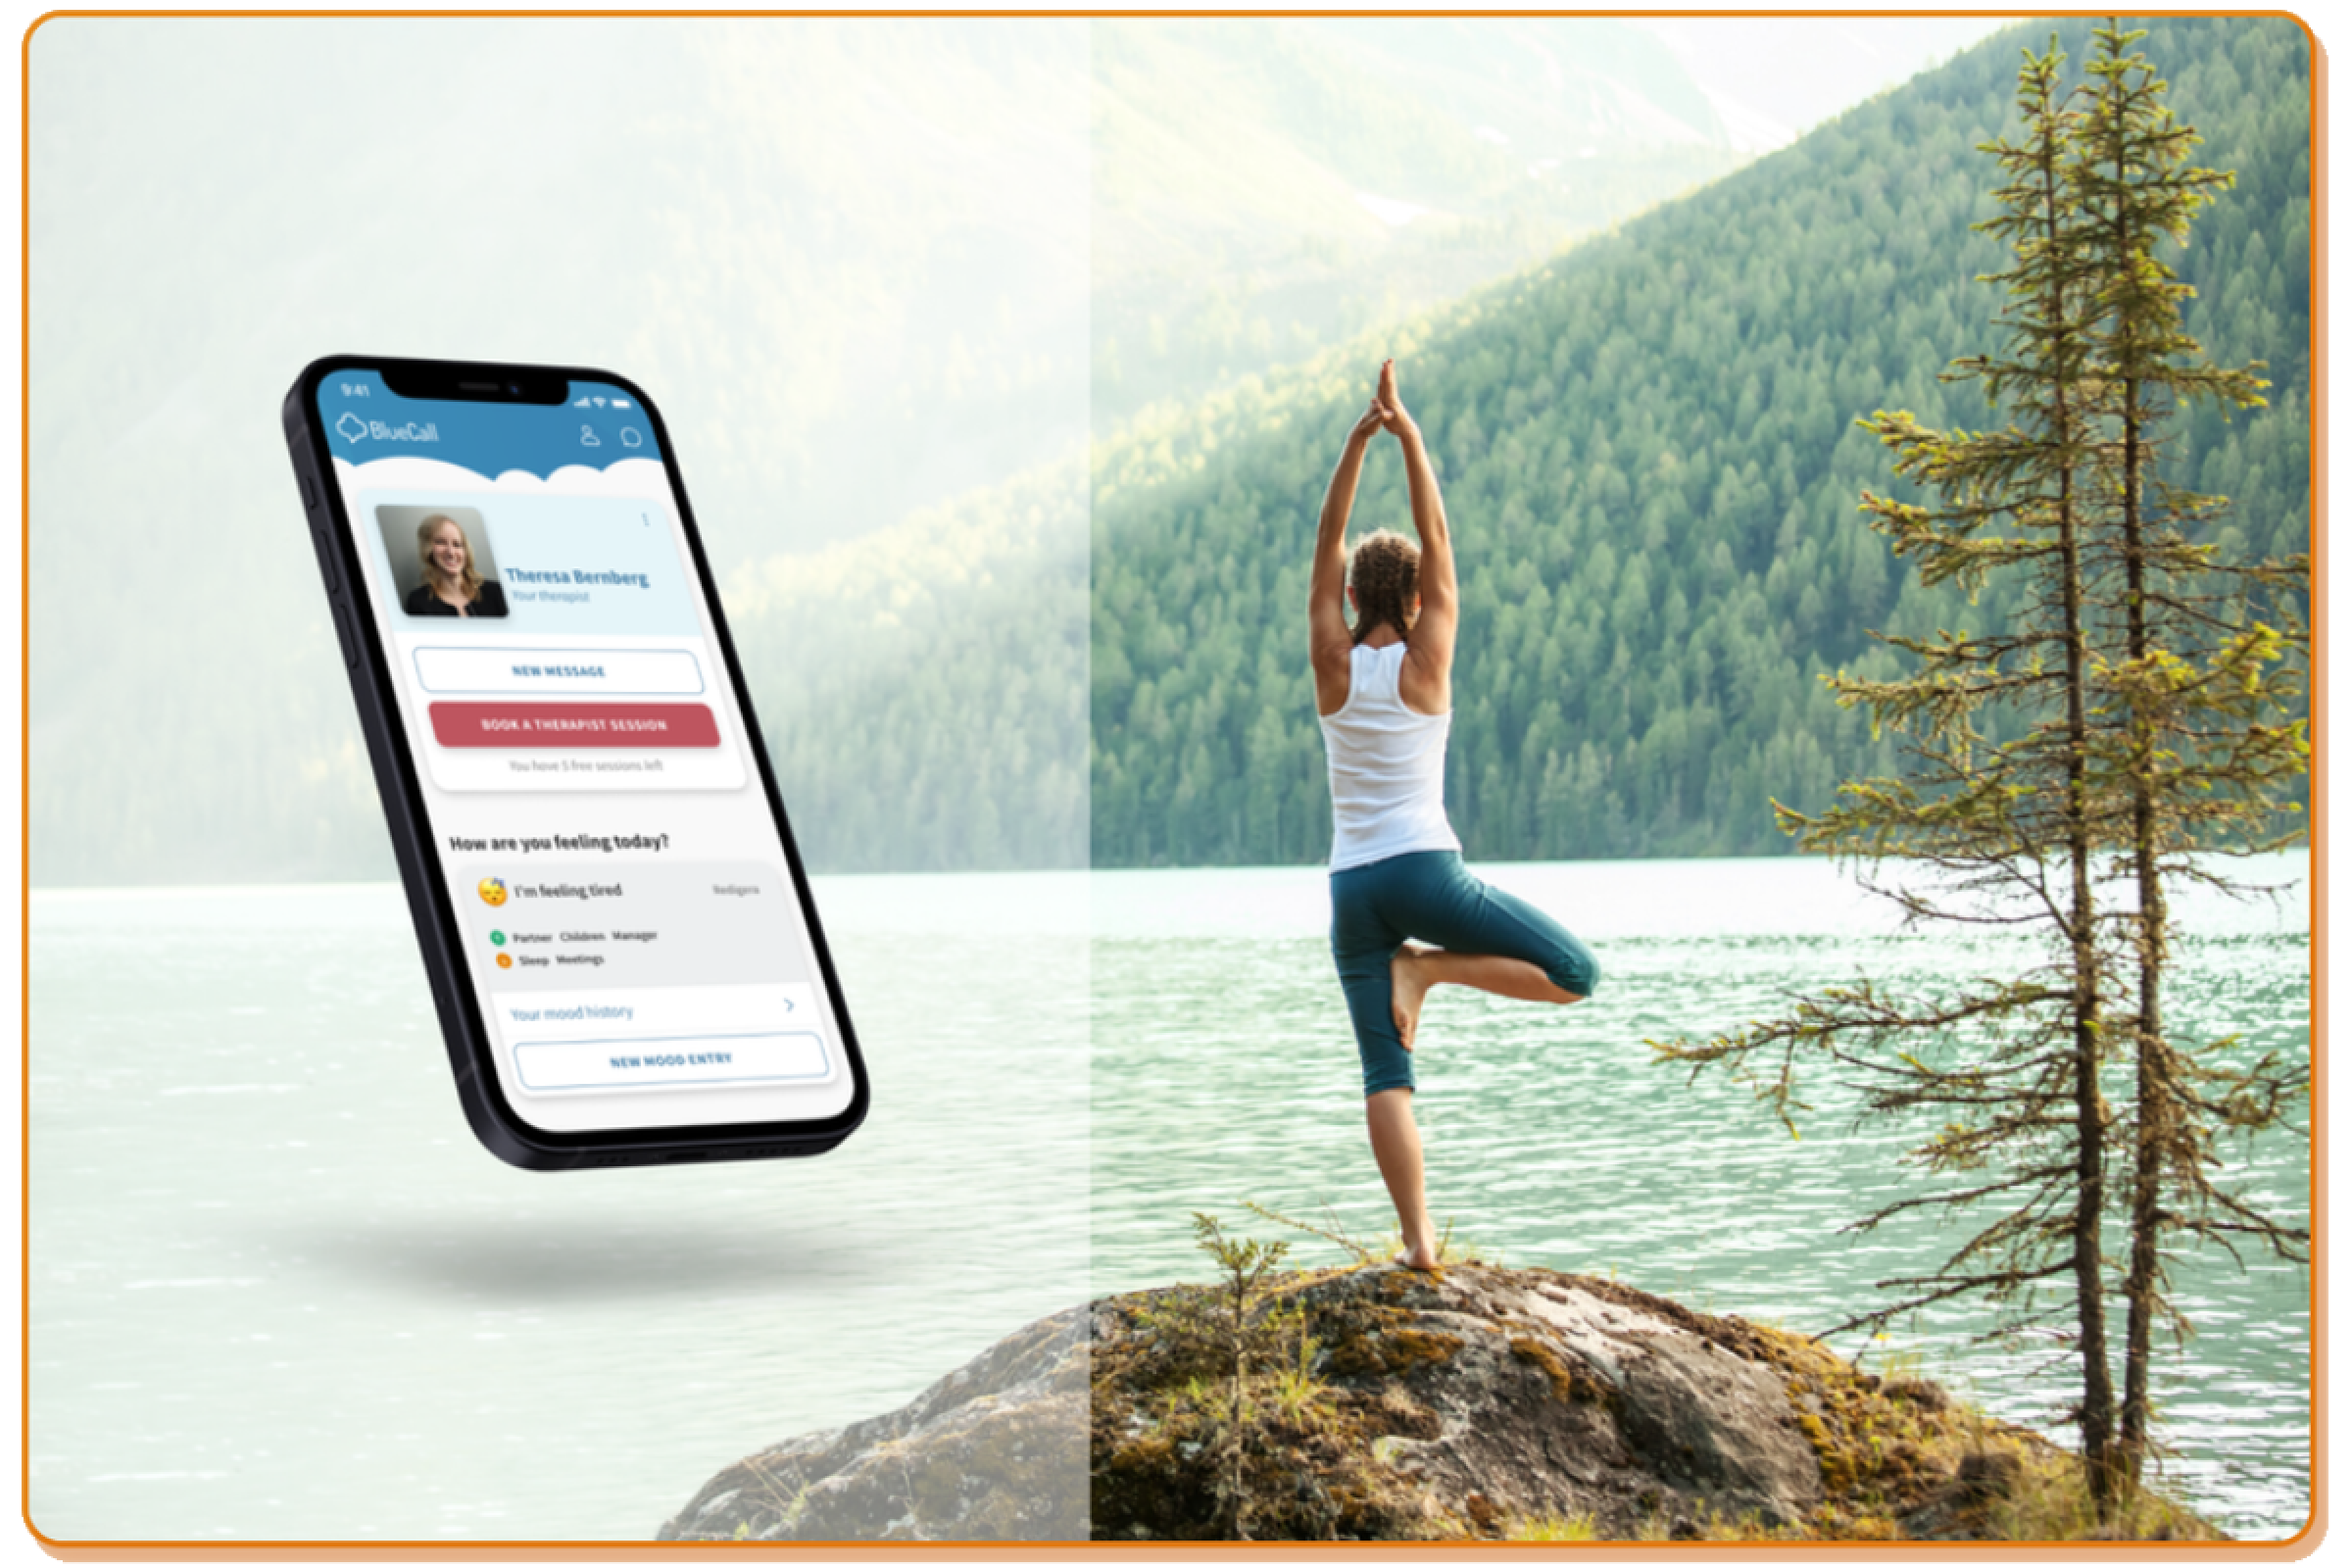 9:41
BlueCall
Theresa Bernberg
Your therapist
NEW MESSAGE
BOOK A THERAPIST SESSION
You have 5 free sessions left
How are you feeling today?
I'm feeling tired
Redigera
Partner Children Manager
Sleep Meetings
Your mood history
NEW MOOD ENTRY